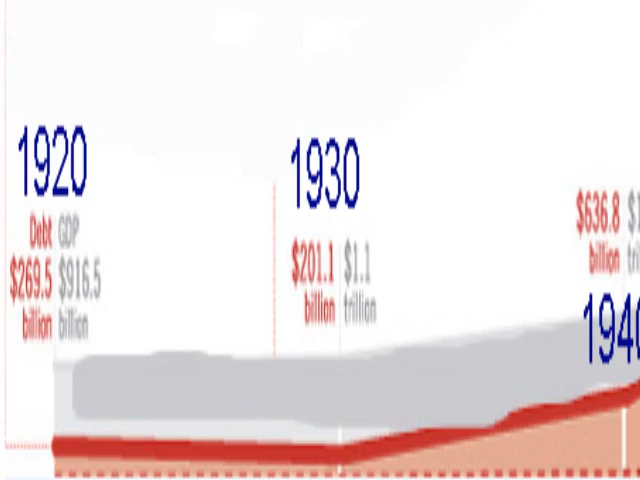 1920
Debt GDP
$269.5 $916.5
billion billion
1930
$201.1 $1.1
billion trillion
$636.8
billion